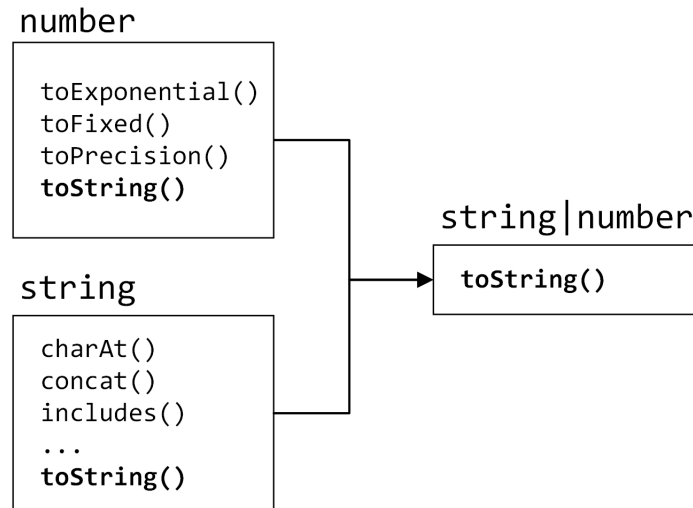 number
toExponential()
toFixed()
toPrecision()
toString()
string
charAt()
concat()
includes()
...
toString()
string|number
toString()